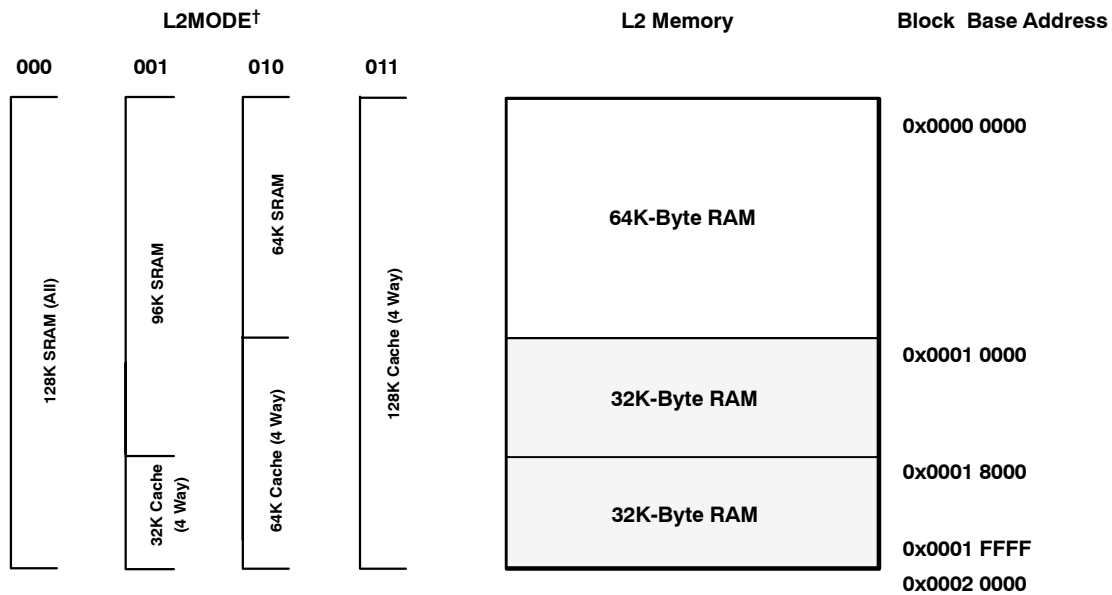 L2MODE† L2 Memory Block Base Address
000 001 010 011
128K SRAM (All)
96K SRAM
32K Cache
(4 Way)
64K SRAM
64K Cache (4 Way)
128K Cache (4 Way)
64K-Byte RAM
32K-Byte RAM
32K-Byte RAM
0x0000 0000
0x0001 0000
0x0001 8000
0x0001 FFFF
0x0002 0000